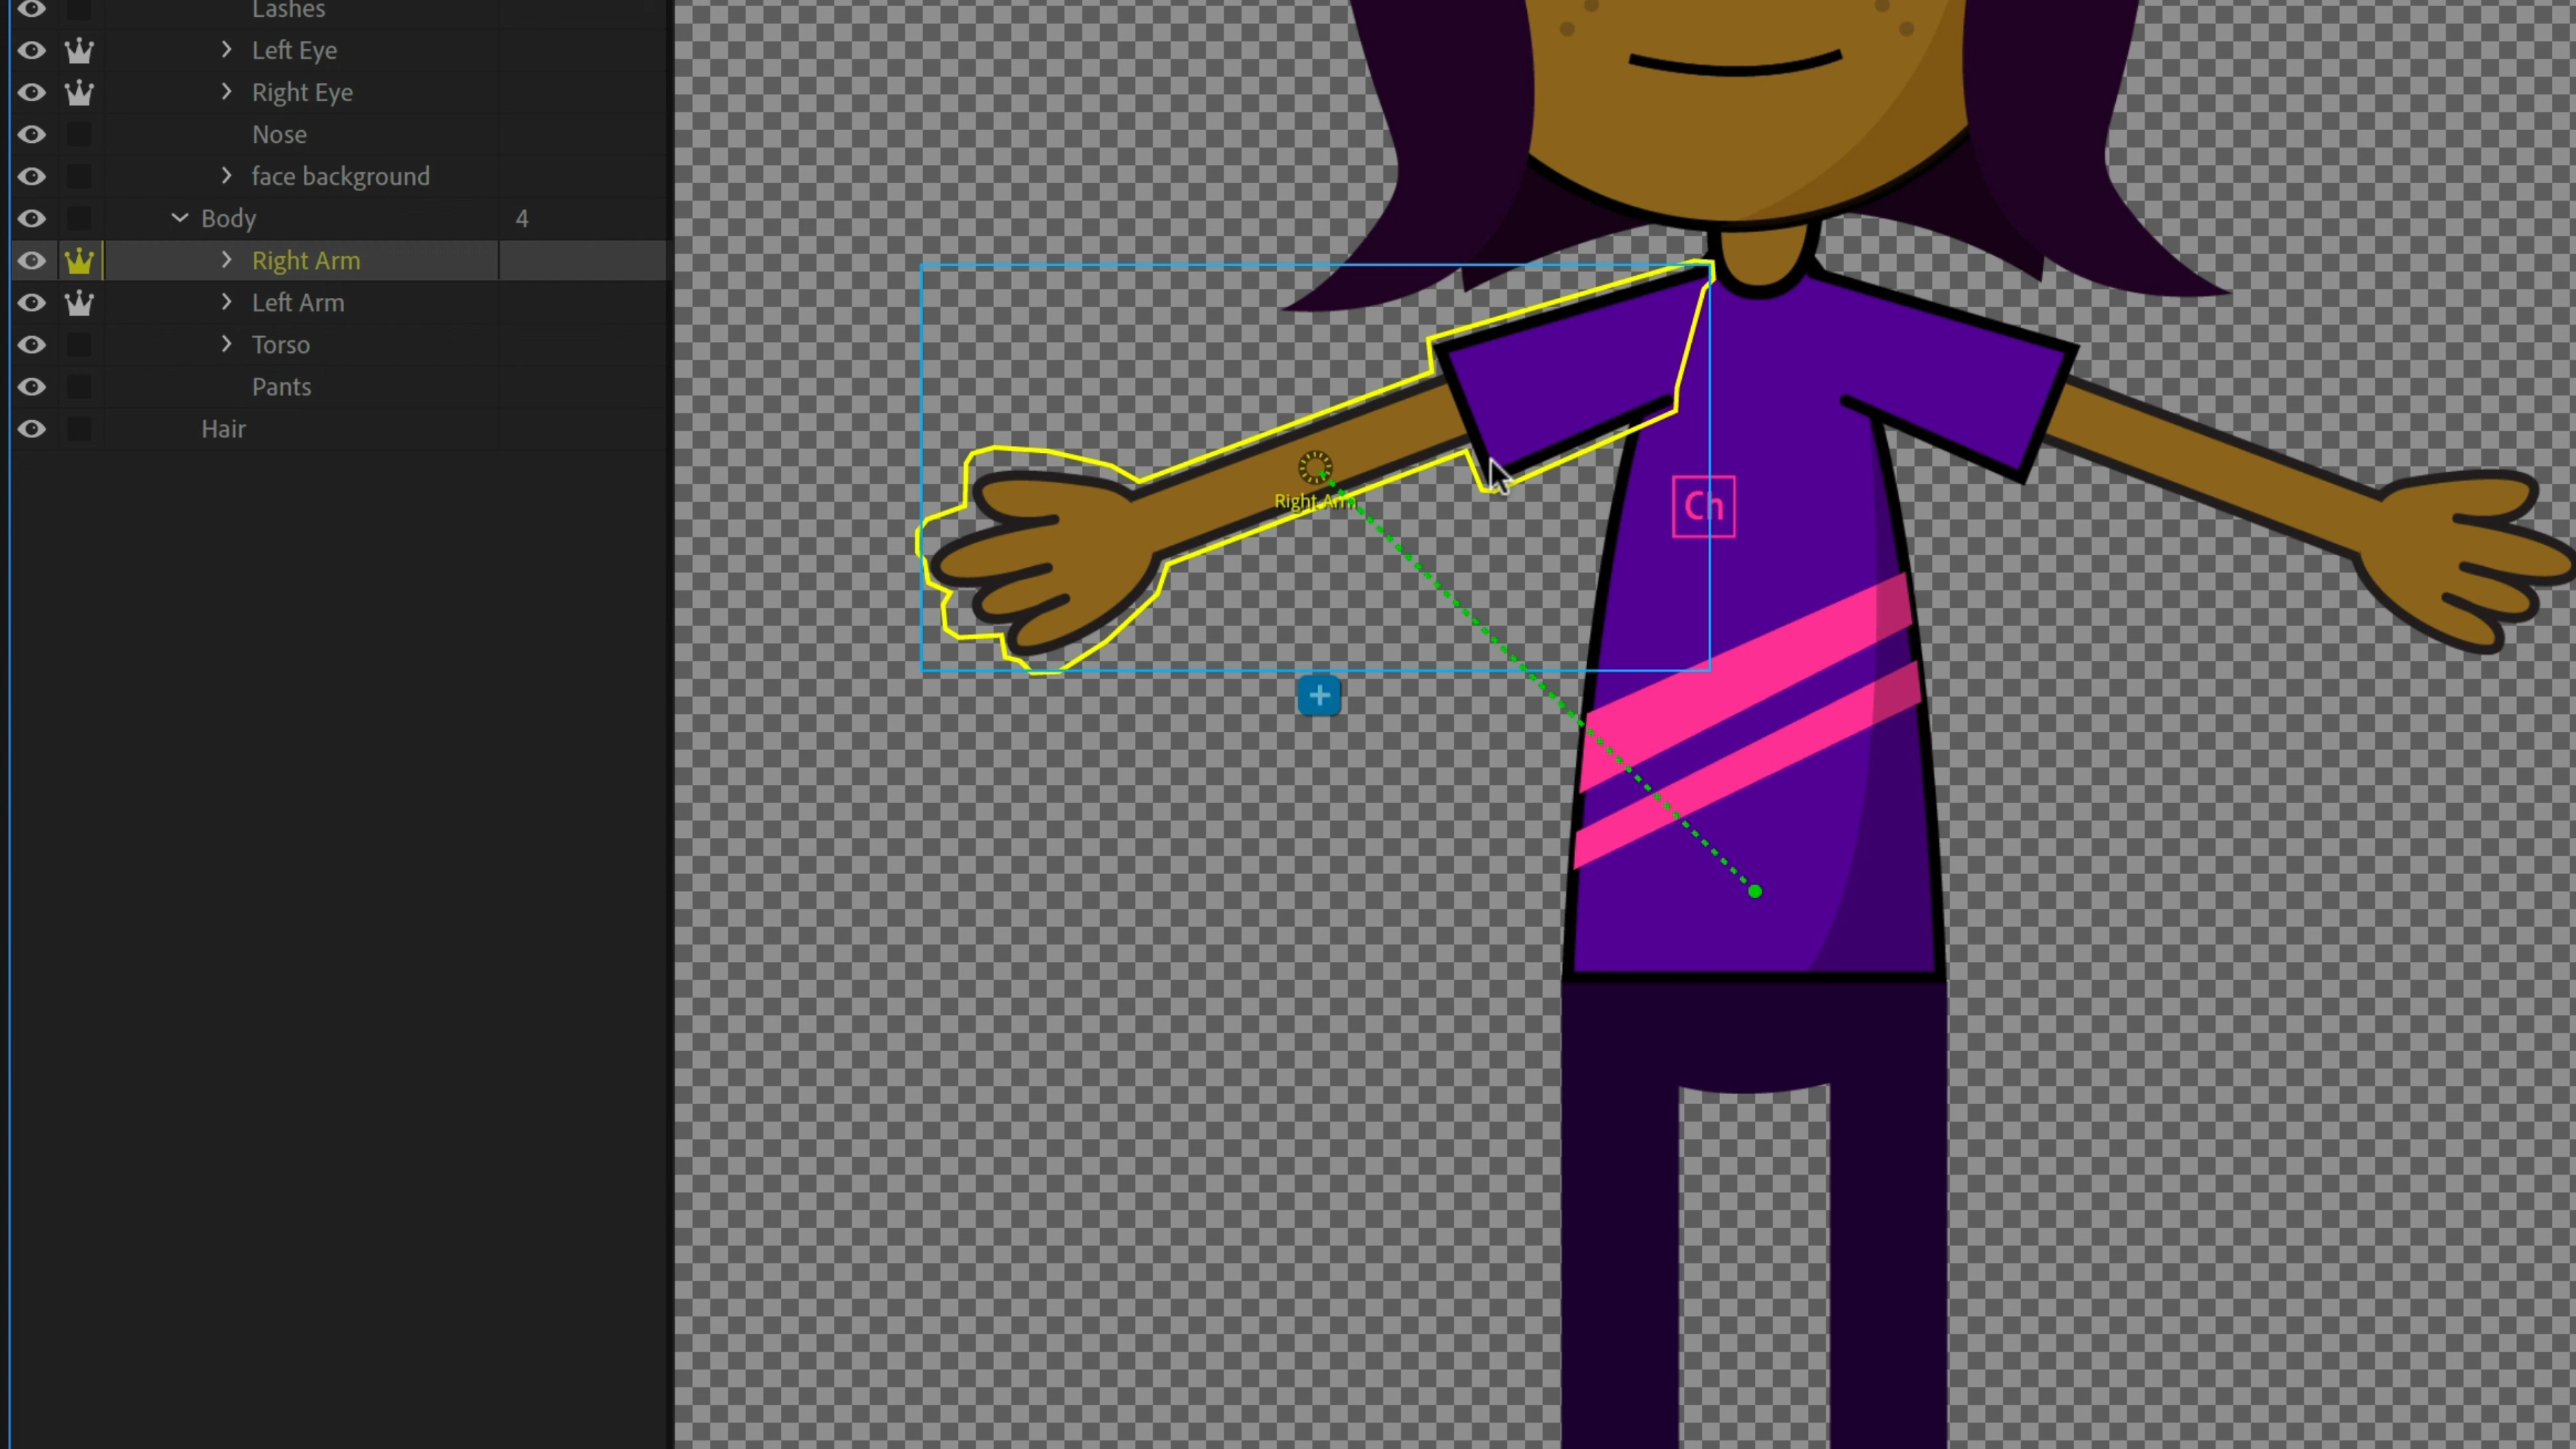 Lashes
Left Eye
Right Eye
Nose
face background
Body 4
Right Arm
Left Arm
Torso
Pants
Hair
Right Arm
Ch